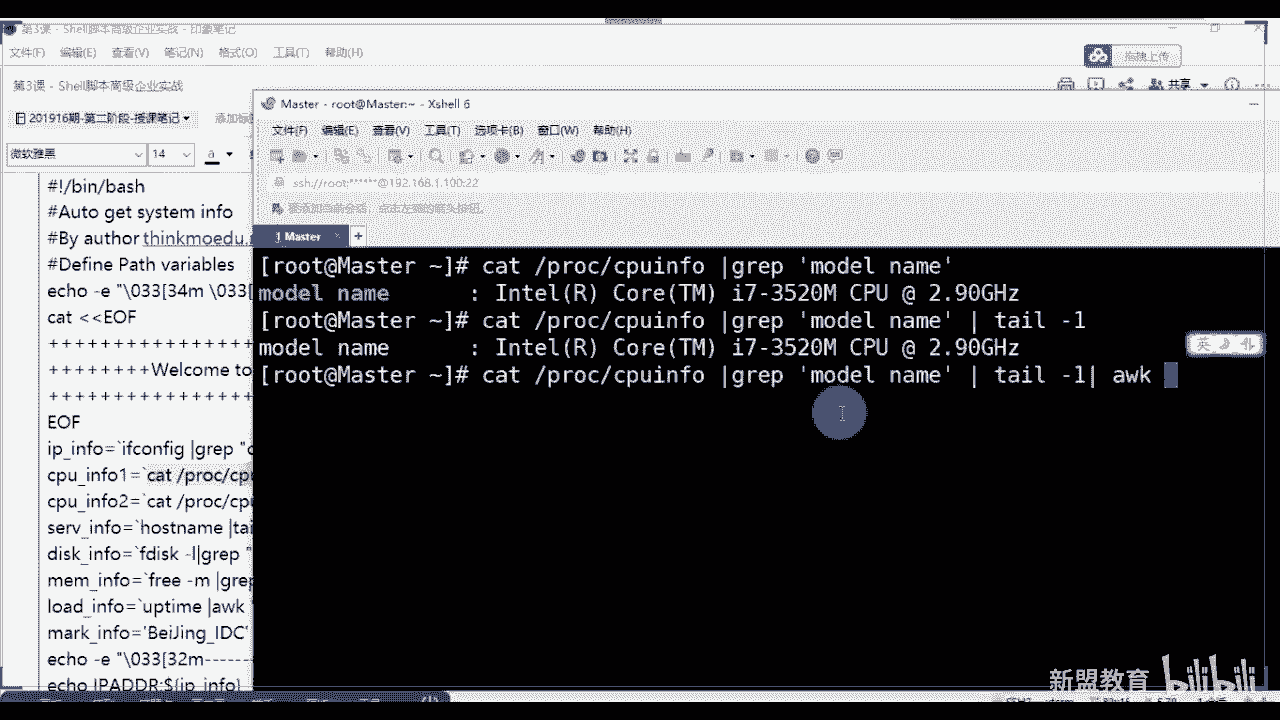 第3课 - Shell脚本高级企业实战 - 印象笔记
文件(F) 编辑(E) 查看(V) 笔记(N) 格式(O) 工具(T) 帮助(H)
拖拽上传
第3课 - Shell脚本高级企业实战
共享
201916期-第二阶段-授课笔记
添加标
微软雅黑 14 a
#!/bin/bash
#Auto get system info
#By author thinkmoedu.
#Define Path variables
echo -e "\033[34m \033[
cat <<EOF
++++++++++++++++
++++++++Welcome to
++++++++++++++++
EOF
ip_info=`ifconfig |grep "
cpu_info1=`cat /proc/cp
cpu_info2=`cat /proc/cp
serv_info=`hostname |tai
disk_info=`fdisk -l|grep "
mem_info=`free -m |grep
load_info=`uptime |awk
mark_info='BeiJing_IDC'
echo -e "\033[32m-------
echo IPADDR:${ip_info}
Master - root@Master:~ - Xshell 6
文件(F) 编辑(E) 查看(V) 工具(T) 选项卡(B) 窗口(W) 帮助(H)
ssh://root:******@192.168.1.100:22
要添加当前会话，点击左侧的箭头按钮。
1 Master +
[root@Master ~]# cat /proc/cpuinfo |grep 'model name'
model name : Intel(R) Core(TM) i7-3520M CPU @ 2.90GHz
[root@Master ~]# cat /proc/cpuinfo |grep 'model name' | tail -1
model name : Intel(R) Core(TM) i7-3520M CPU @ 2.90GHz
[root@Master ~]# cat /proc/cpuinfo |grep 'model name' | tail -1| awk
英
新盟教育 bilibili